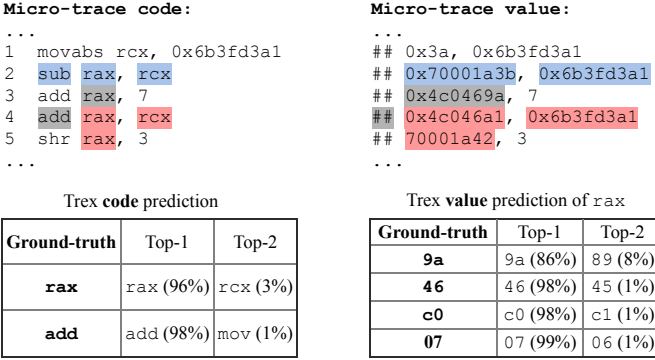 Micro-trace code:
...
1 movabs rcx, 0x6b3fd3a1
2 sub rax, rcx
3 add rax, 7
4 add rax, rcx
5 shr rax, 3
...
Micro-trace value:
...
## 0x3a, 0x6b3fd3a1
## 0x70001a3b, 0x6b3fd3a1
## 0x4c0469a, 7
## 0x4c046a1, 0x6b3fd3a1
## 70001a42, 3
...
Trex code prediction
Ground-truth Top-1 Top-2
rax rax (96%) rcx (3%)
add add (98%) mov (1%)
Trex value prediction of rax
Ground-truth Top-1 Top-2
9a 9a (86%) 89 (8%)
46 46 (98%) 45 (1%)
c0 c0 (98%) c1 (1%)
07 07 (99%) 06 (1%)